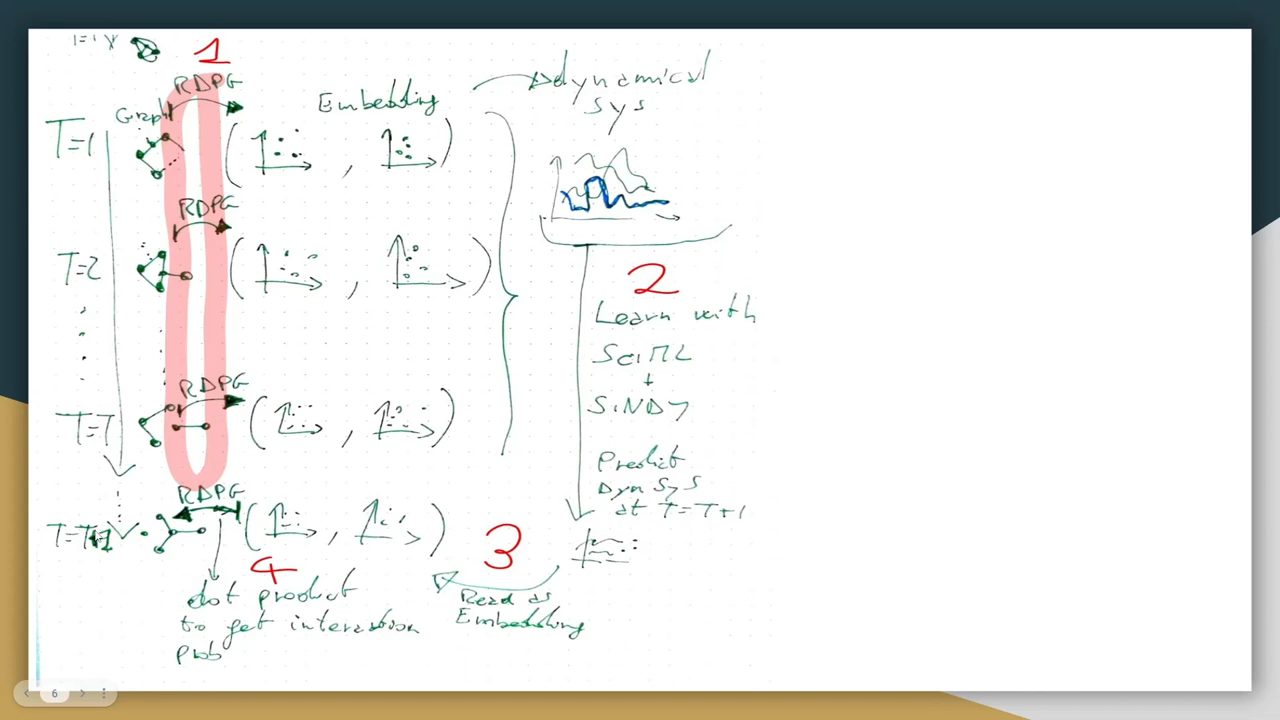 1
RDPG
Graph
Embedding
dynamical
sys
T=1
RDPG
T=2
2
Learn with
SciML
+
SINDy
RDPG
T=T
Predict
Dyn Sys
at T=T+1
RDPG
3
4
dot product
to get interaction
prob
Read as
Embedding
6